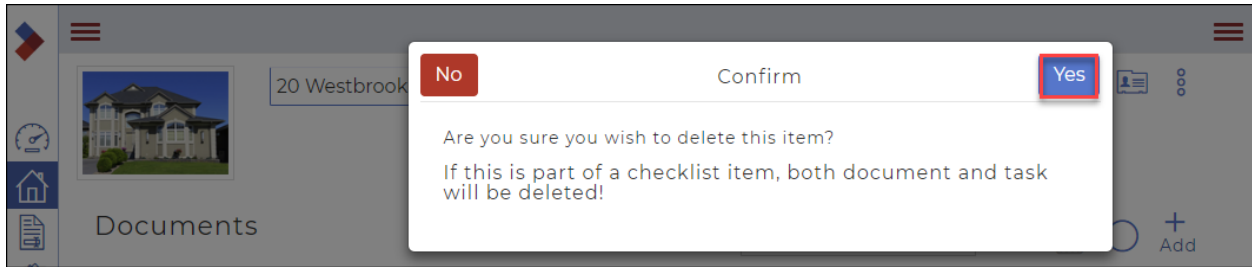 20 Westbrook
No
Confirm
Yes
Are you sure you wish to delete this item?
If this is part of a checklist item, both document and task
will be deleted!
Documents
Add